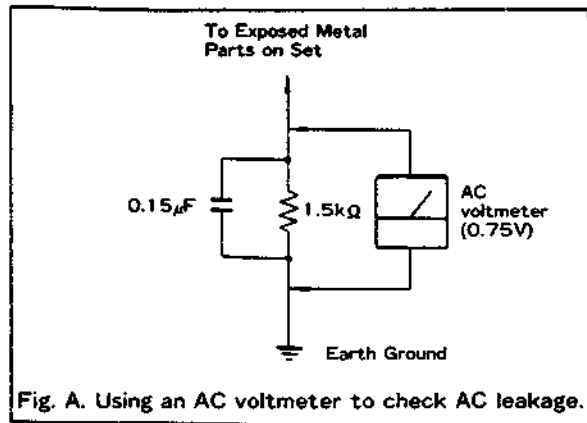 To Exposed Metal
Parts on Set
0.15μF
1.5kΩ
AC
voltmeter
(0.75V)
Earth Ground
Fig. A. Using an AC voltmeter to check AC leakage.